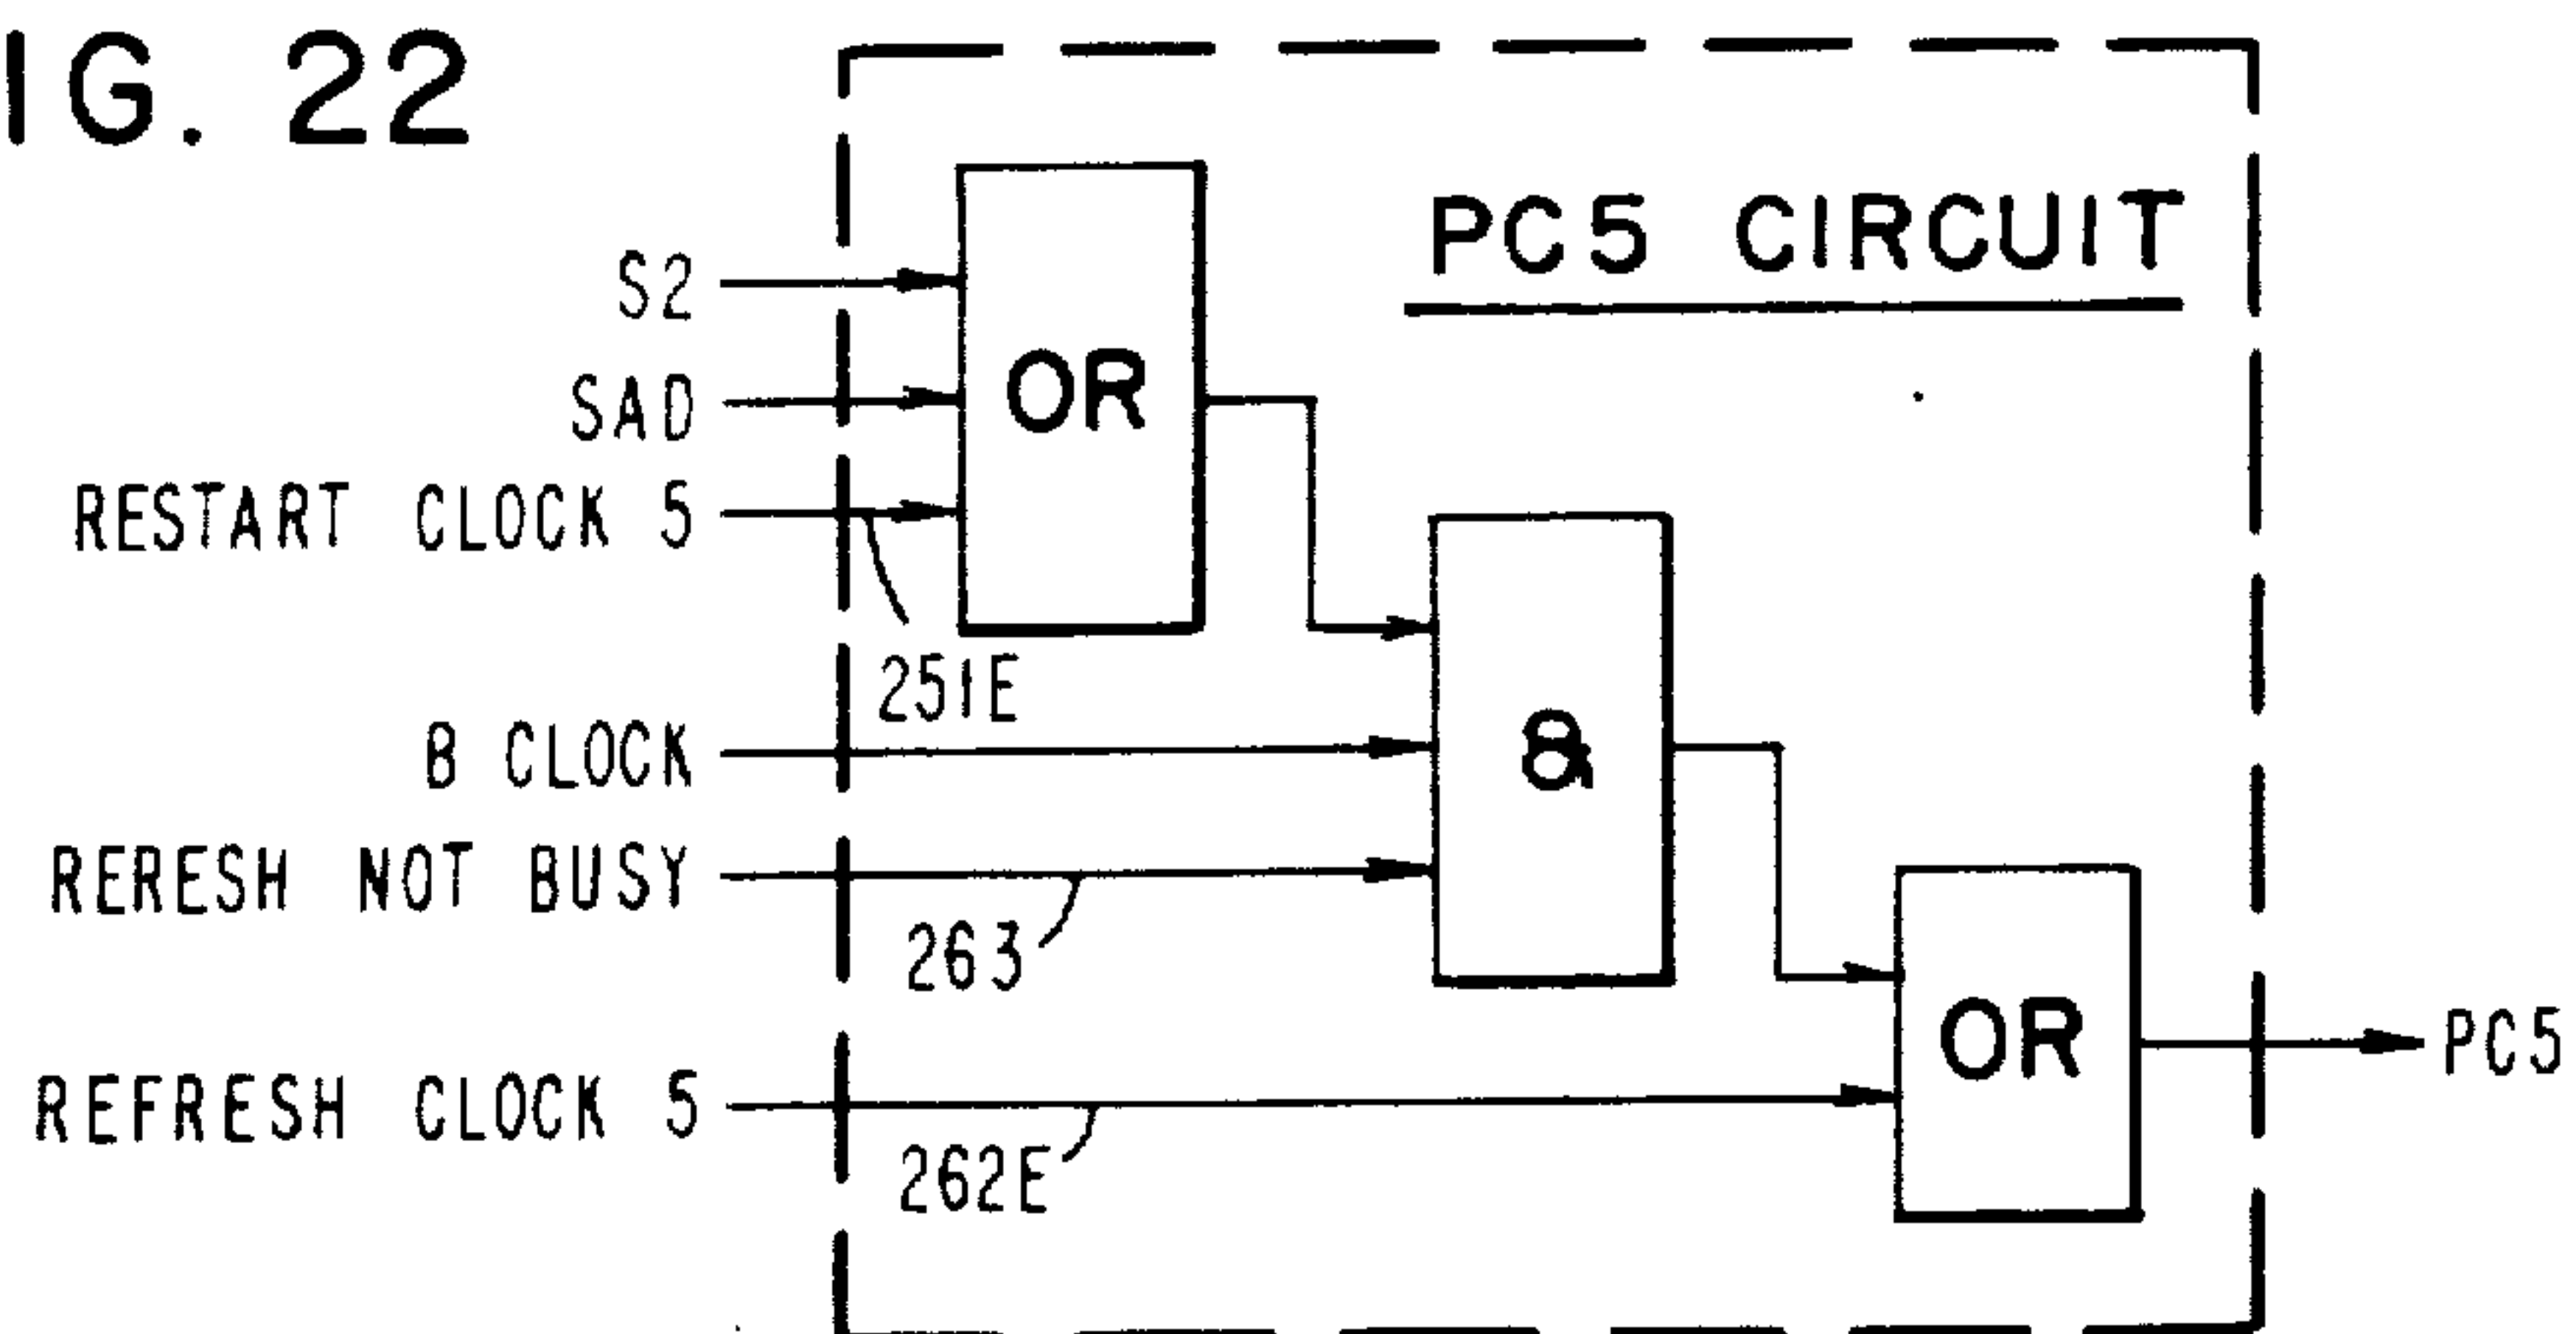 IG. 22
PC5 CIRCUIT
S2
OR
SAD
RESTART CLOCK 5
251E
B CLOCK
&
RERESH NOT BUSY
263
OR
PC5
REFRESH CLOCK 5
262E